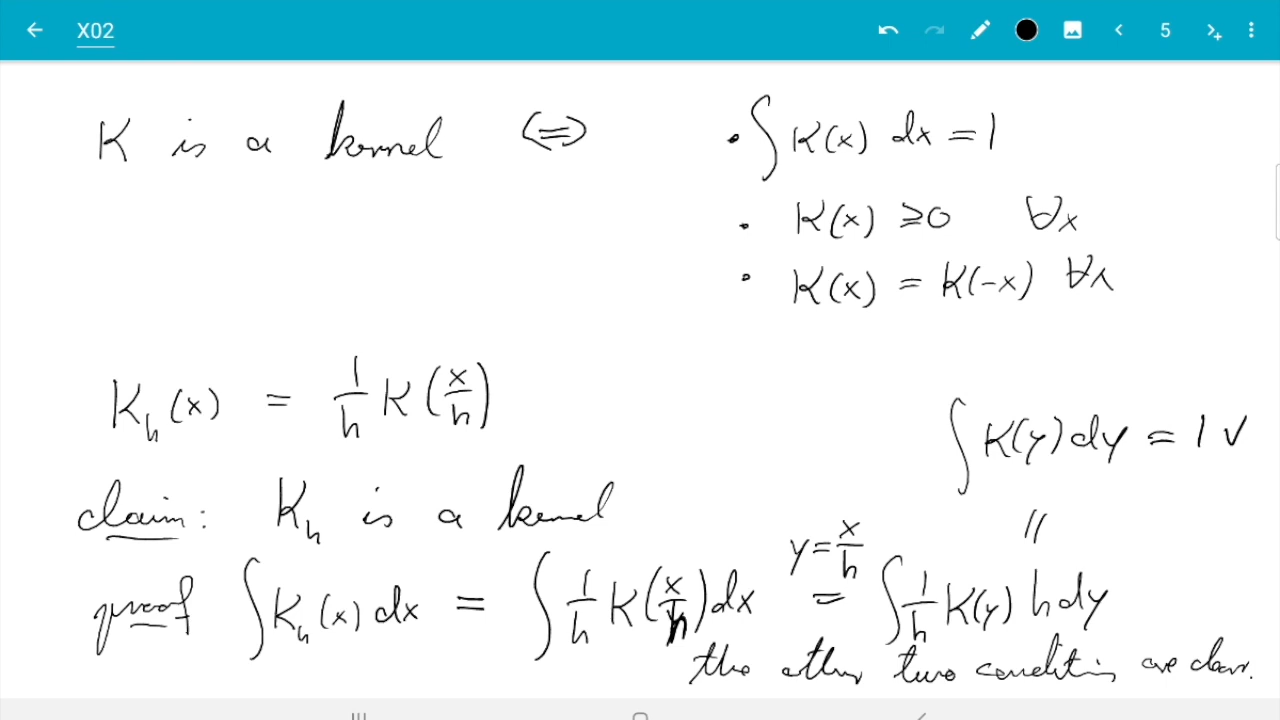 X02
5
K is a kernel ⟺ • ∫ K(x) dx = 1
• K(x) ≥ 0 ∀x
• K(x) = K(-x) ∀x
K_h(x) = 1/h K(x/h)
∫ K(y) dy = 1 ✓
claim: K_h is a kernel
y = x/h
||
proof ∫ K_h(x) dx = ∫ 1/h K(x/h) dx = ∫ 1/h K(y) h dy
the other two conditions are clear.